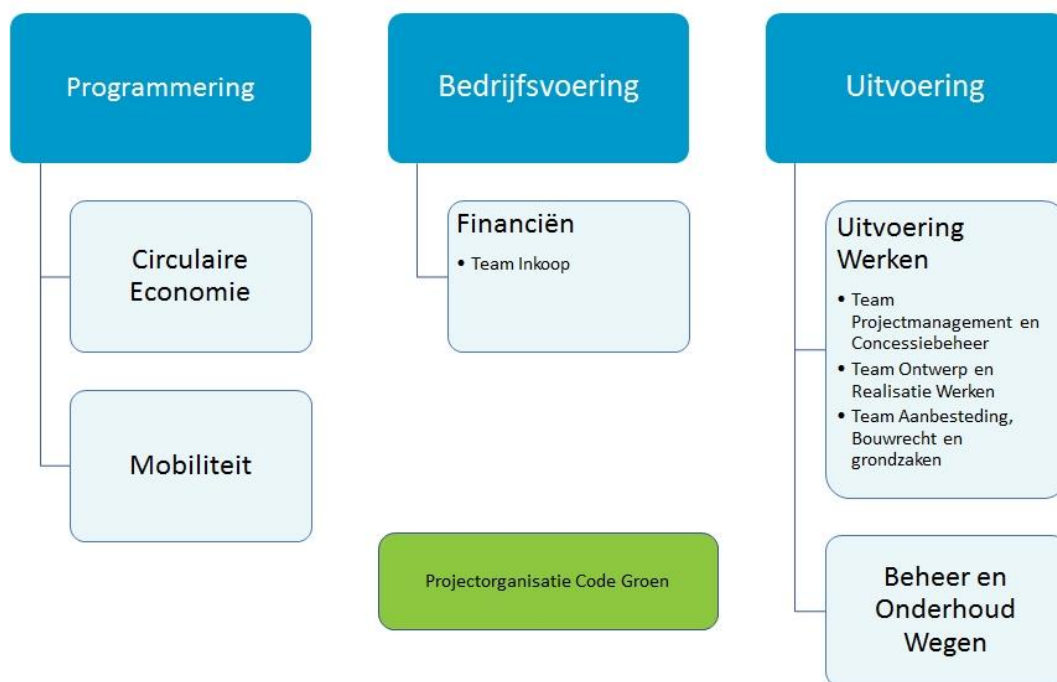 Programmering
Circulaire
Economie
Mobiliteit
Bedrijfsvoering
Financiën
• Team Inkoop
Projectorganisatie Code Groen
Uitvoering
Uitvoering
Werken
• Team
Projectmanagement en
Concessiebeheer
• Team Ontwerp en
Realisatie Werken
• Team Aanbesteding,
Bouwrecht en
grondzaken
Beheer en
Onderhoud
Wegen